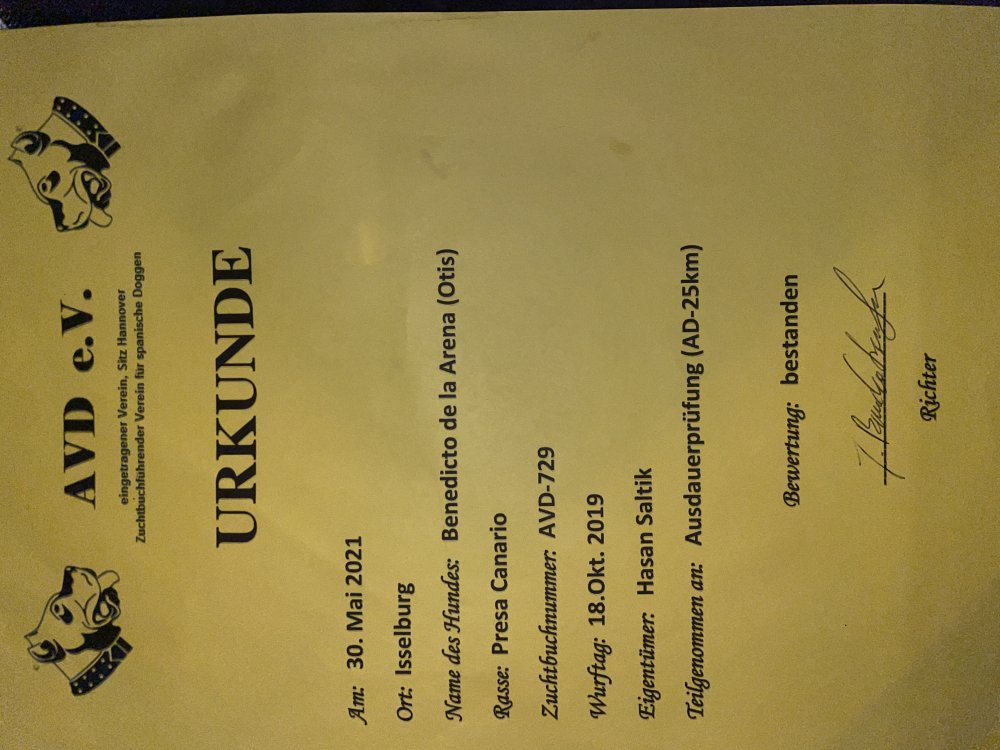 AVD e.V.
eingetragener Verein, Sitz Hannover
Zuchtbuchführender Verein für spanische Doggen
URKUNDE
Am: 30. Mai 2021
Ort: Isselburg
Name des Hundes: Benedicto de la Arena (Otis)
Rasse: Presa Canario
Zuchtbuchnummer: AVD-729
Wurftag: 18.Okt. 2019
Eigentümer: Hasan Saltik
Teilgenommen an: Ausdauerprüfung (AD-25km)
Bewertung: bestanden
Richter